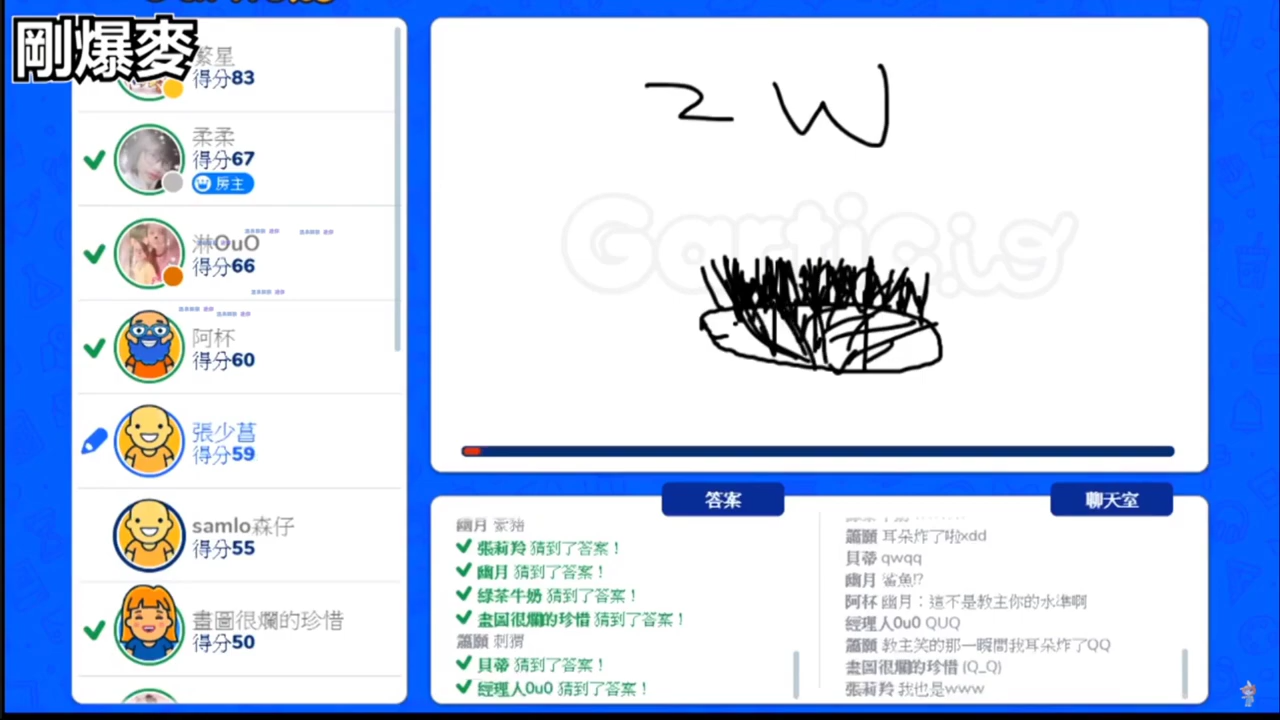 剛爆麥
繁星
得分83
柔柔
得分67
房主
淋OuO
得分66
阿杯
得分60
張少菖
得分59
samlo森仔
得分55
畫圖很爛的珍惜
得分50
2 W
Gartic.io
答案
幽月 豪豬
張莉羚 猜到了答案！
幽月 猜到了答案！
綠茶牛奶 猜到了答案！
畫圖很爛的珍惜 猜到了答案！
刺猬
貝蒂 猜到了答案！
經理人0u0 猜到了答案！
聊天室
耳朵炸了啦xdd
貝蒂 qwqq
幽月 鯊魚!?
阿杯 幽月：這不是教主你的水準啊
經理人0u0 QUQ
教主笑的那一瞬間我耳朵炸了QQ
畫圖很爛的珍惜 (Q_Q)
張莉羚 我也是www